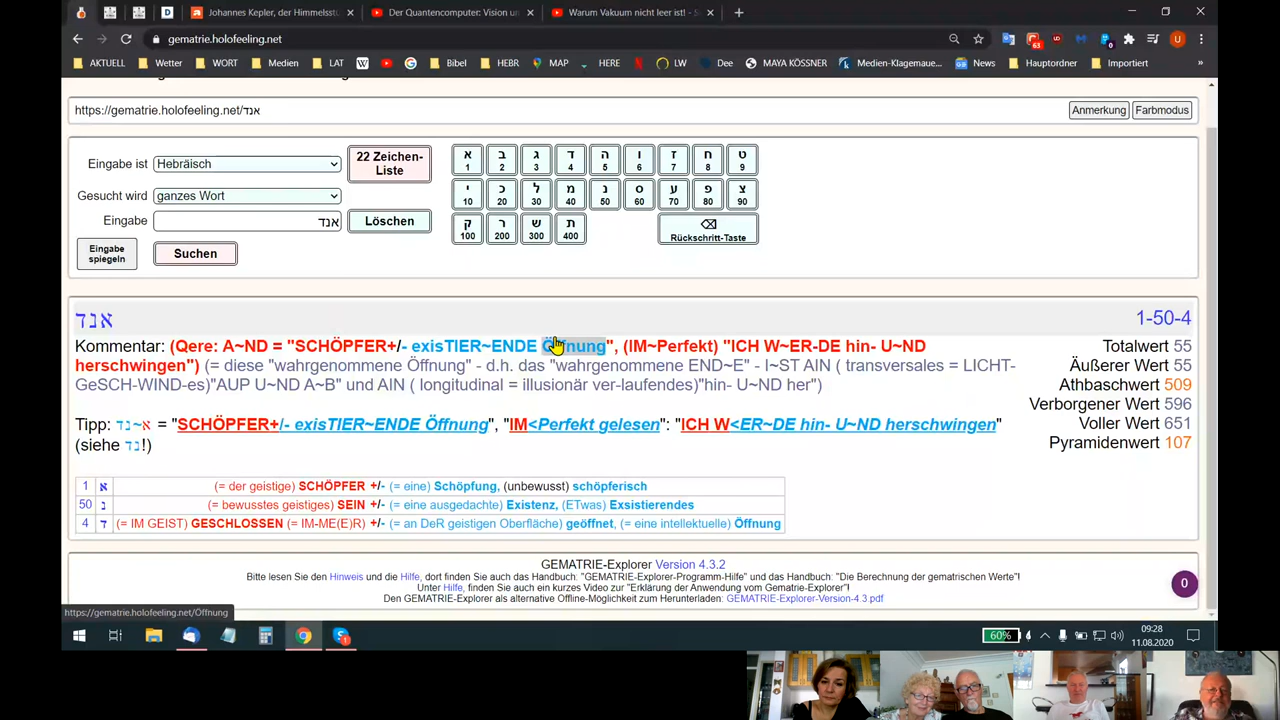 Johannes Kepler, der Himmelsstü
Der Quantencomputer: Vision un
Warum Vakuum nicht leer ist! - S
gematrie.holofeeling.net
63
0
U
AKTUELL
Wetter
WORT
Medien
LAT
Bibel
HEBR
MAP
HERE
LW
Dee
MAYA KÖSSNER
Medien-Klagemaue...
News
Hauptordner
Importiert
»
https://gematrie.holofeeling.net/אנד
Anmerkung
Farbmodus
Eingabe ist
Hebräisch
22 Zeichen-
Liste
Gesucht wird
ganzes Wort
Eingabe
אנד
Löschen
Eingabe
spiegeln
Suchen
א ב ג ד ה ו ז ח ט
1 2 3 4 5 6 7 8 9
י כ ל מ נ ס ע פ צ
10 20 30 40 50 60 70 80 90
ק ר ש ת
100 200 300 400
⌫
Rückschritt-Taste
אנד
1-50-4
Kommentar: (Qere: A~ND = "SCHÖPFER+/- exisTIER~ENDE Öffnung", (IM~Perfekt) "ICH W~ER-DE hin- U~ND
herschwingen") (= diese "wahrgenommene Öffnung" - d.h. das "wahrgenommene END~E" - I~ST AIN ( transversales = LICHT-
GeSCH-WIND-es)"AUP U~ND A~B" und AIN ( longitudinal = illusionär ver-laufendes)"hin- U~ND her")
Totalwert 55
Äußerer Wert 55
Athbaschwert 509
Verborgener Wert 596
Voller Wert 651
Pyramidenwert 107
Tipp: א~נד = "SCHÖPFER+/- exisTIER~ENDE Öffnung", "IM<Perfekt gelesen": "ICH W<ER~DE hin- U~ND herschwingen"
(siehe נד!)
1 א (= der geistige) SCHÖPFER +/- (= eine) Schöpfung, (unbewusst) schöpferisch
50 נ (= bewusstes geistiges) SEIN +/- (= eine ausgedachte) Existenz, (ETwas) Exsistierendes
4 ד (= IM GEIST) GESCHLOSSEN (= IM-ME(E)R) +/- (= an DeR geistigen Oberfläche) geöffnet, (= eine intellektuelle) Öffnung
GEMATRIE-Explorer Version 4.3.2
Bitte lesen Sie den Hinweis und die Hilfe, dort finden Sie auch das Handbuch: "GEMATRIE-Explorer-Programm-Hilfe" und das Handbuch: "Die Berechnung der gematrischen Werte"!
Unter Hilfe, finden Sie auch ein kurzes Video zur "Erklärung der Anwendung vom Gematrie-Explorer"!
Den GEMATRIE-Explorer als alternative Offline-Möglichkeit zum Herunterladen: GEMATRIE-Explorer-Version-4.3.pdf
0
https://gematrie.holofeeling.net/Öffnung
60%
09:28
11.08.2020